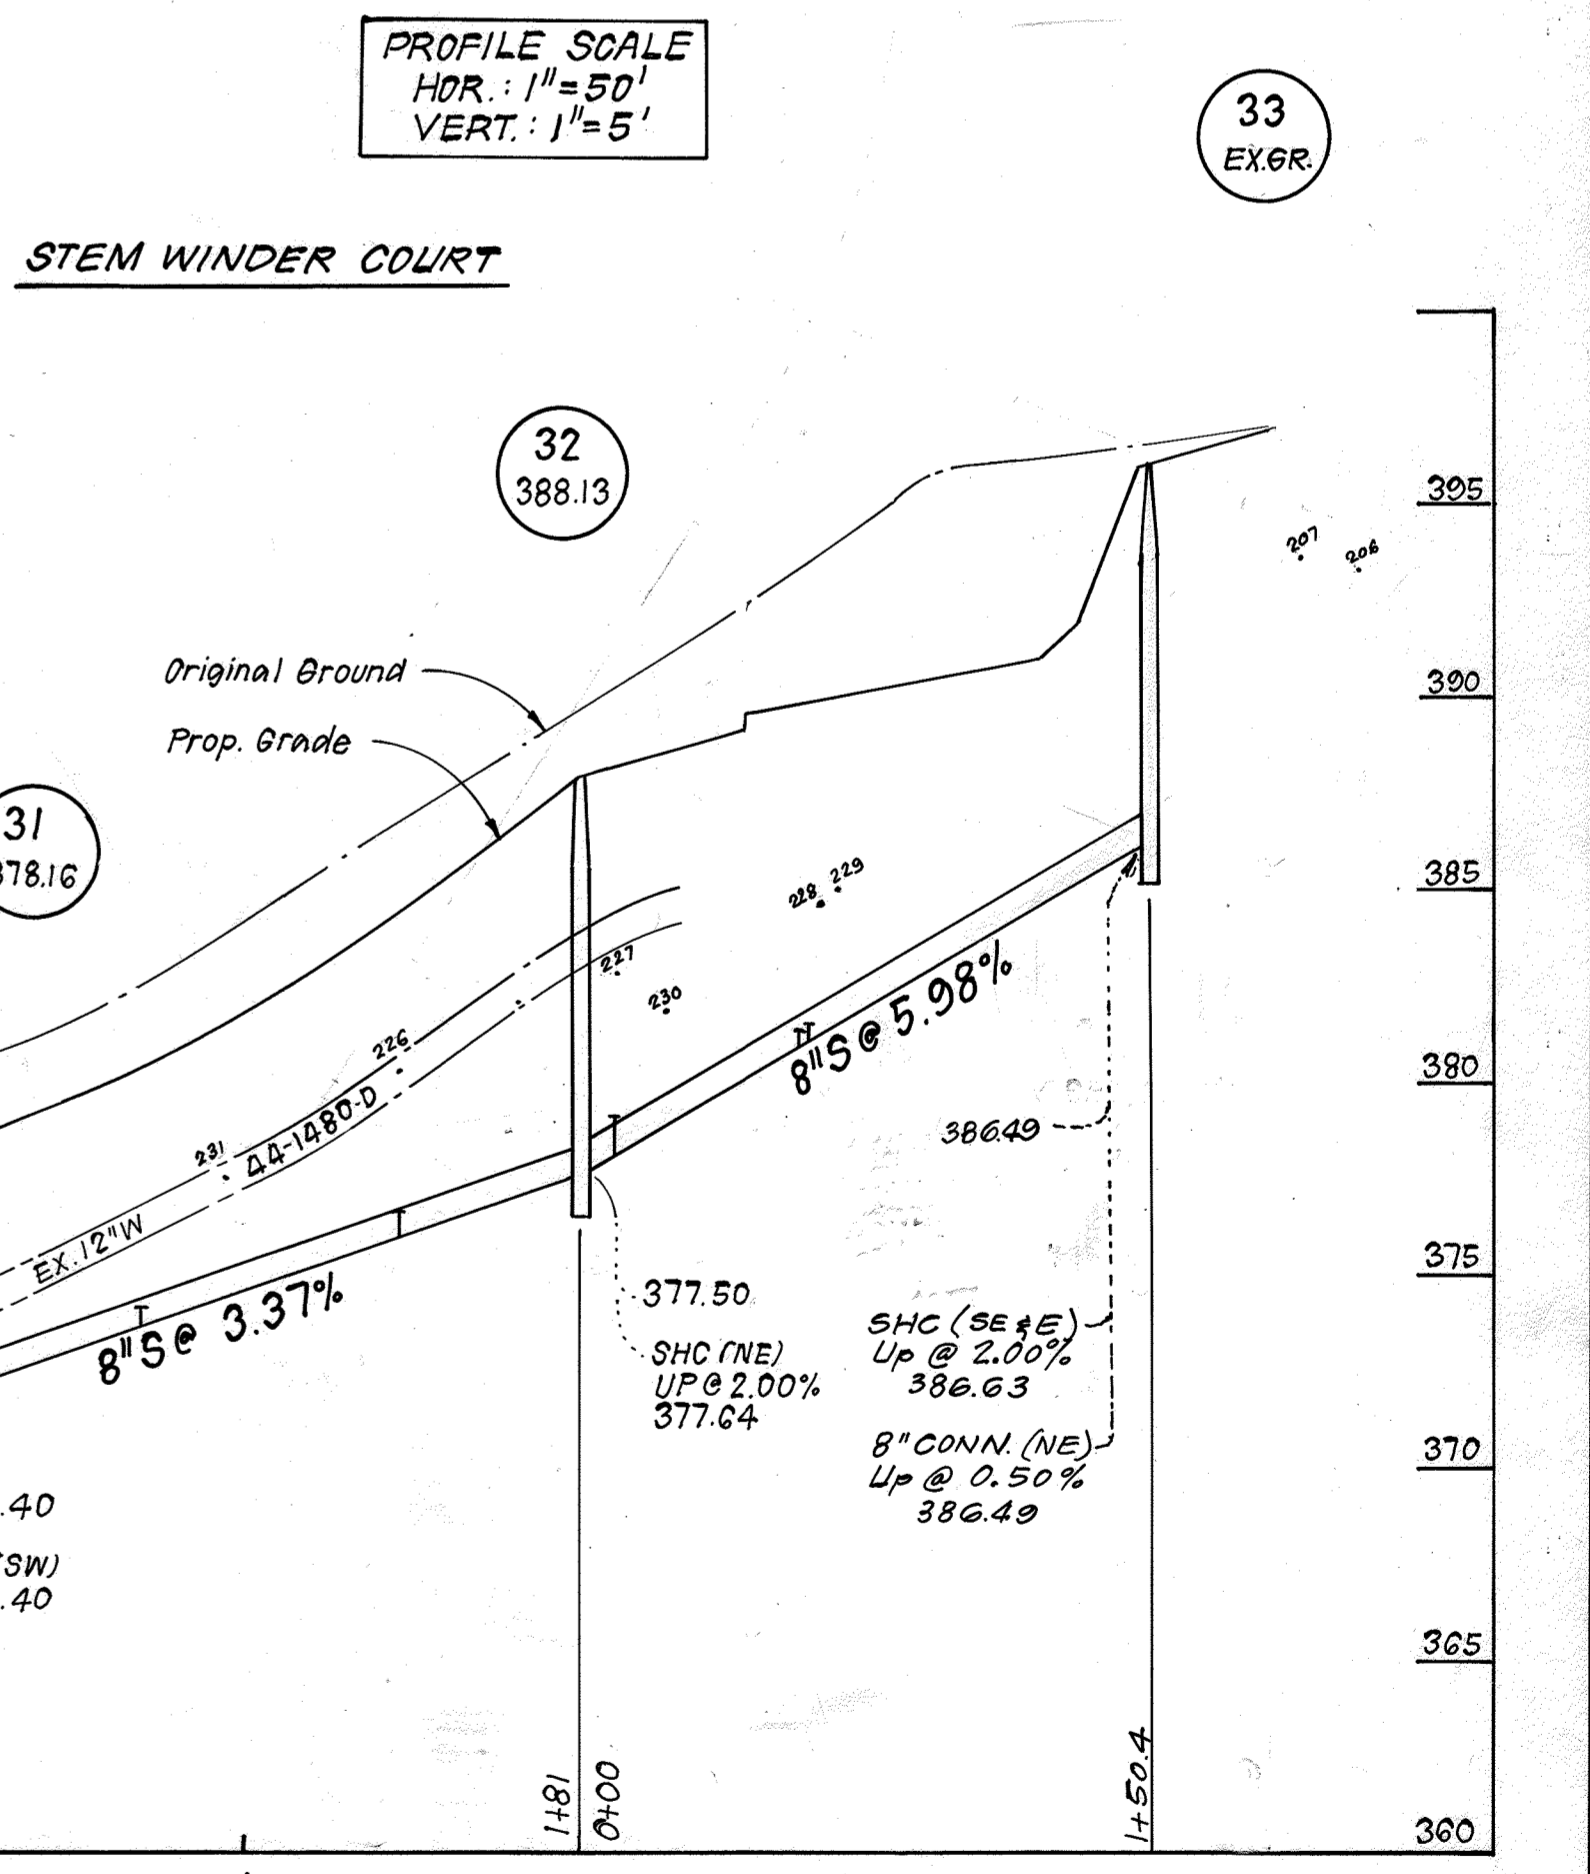 PROFILE SCALE
HOR.: 1"=50'
VERT.: 1"=5'
33
EX.GR.
STEM WINDER COURT
32
388.13
395
207
206
Original Ground
390
Prop. Grade
31
378.16
228
229
385
227
230
8"S@ 5.98%
226
380
231
44-1480-D
386.49
EX. 12"W
375
377.50
8"S@ 3.37%
SHC (NE)
UP@2.00%
377.64
SHC (SE&E)
Up @ 2.00%
386.63
8" CONN. (NE)
Up @ 0.50%
386.49
370
.40
(SW)
.40
365
1+81
0+00
1+50.4
360